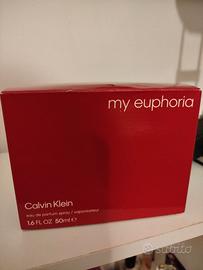 my euphoria
Calvin Klein
eau de parfum spray / vaporisateur
1.6 FL OZ 50ml ℮
subito